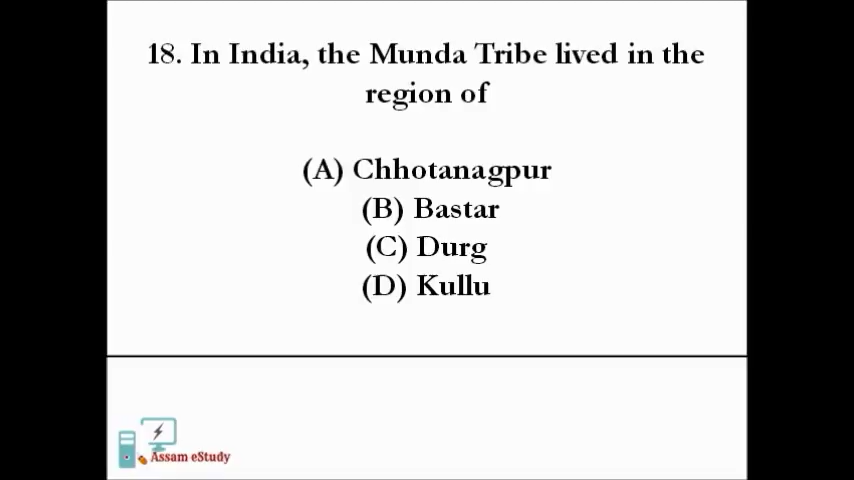 18. In India, the Munda Tribe lived in the
region of
(A) Chhotanagpur
(B) Bastar
(C) Durg
(D) Kullu
Assam eStudy